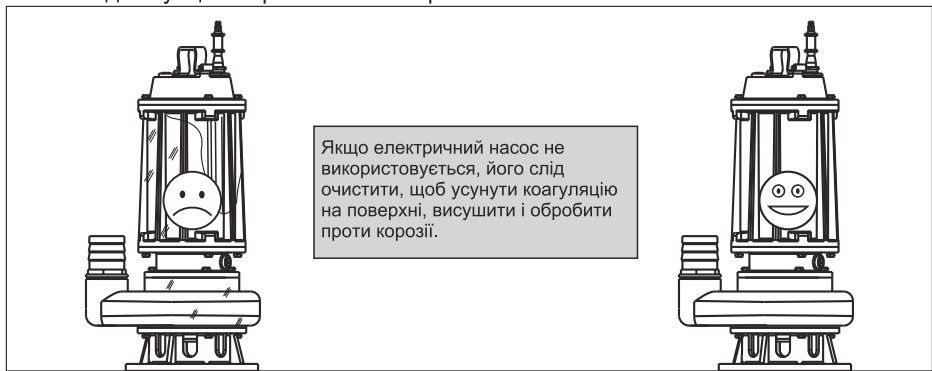 Якщо електричний насос не
використовується, його слід
очистити, щоб усунути коагуляцію
на поверхні, висушити і обробити
проти корозії.